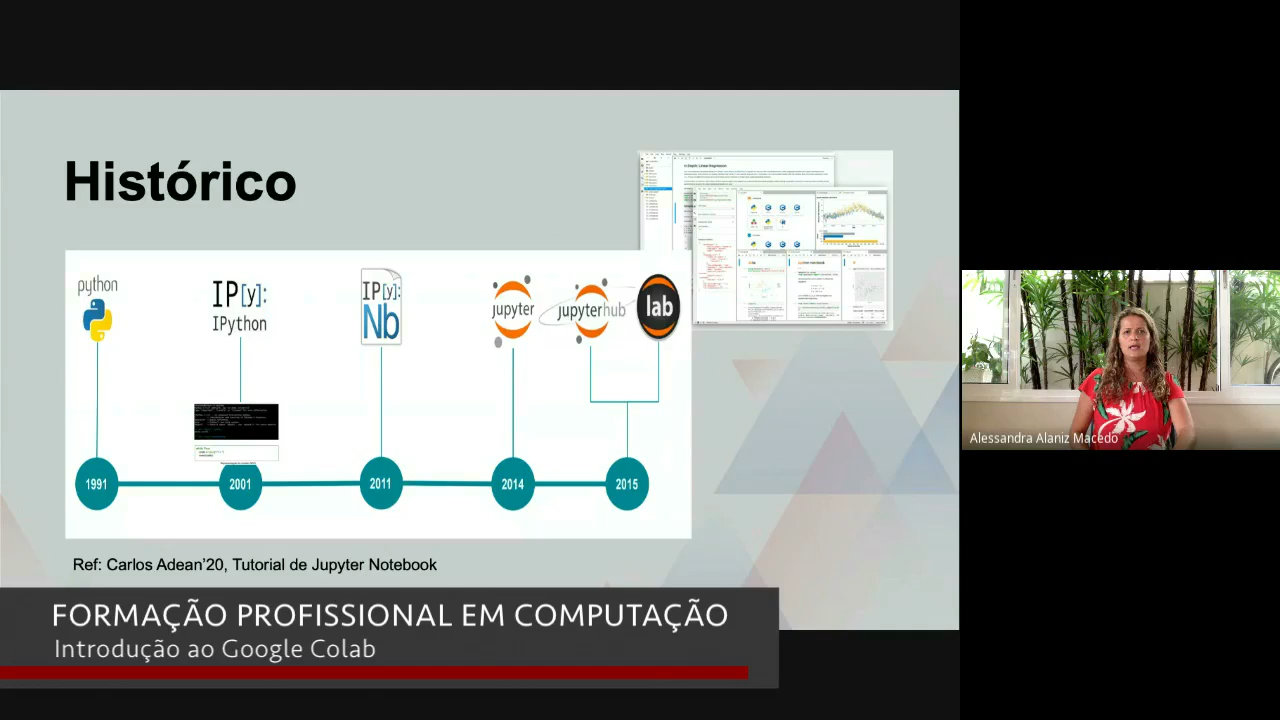 Histórico
python
IP[y]:
IPython
IP[y]:
Nb
jupyter
jupyterhub
lab
1991
2001
2011
2014
2015
Ref: Carlos Adean’20, Tutorial de Jupyter Notebook
FORMAÇÃO PROFISSIONAL EM COMPUTAÇÃO
Introdução ao Google Colab
Alessandra Alaniz Macedo